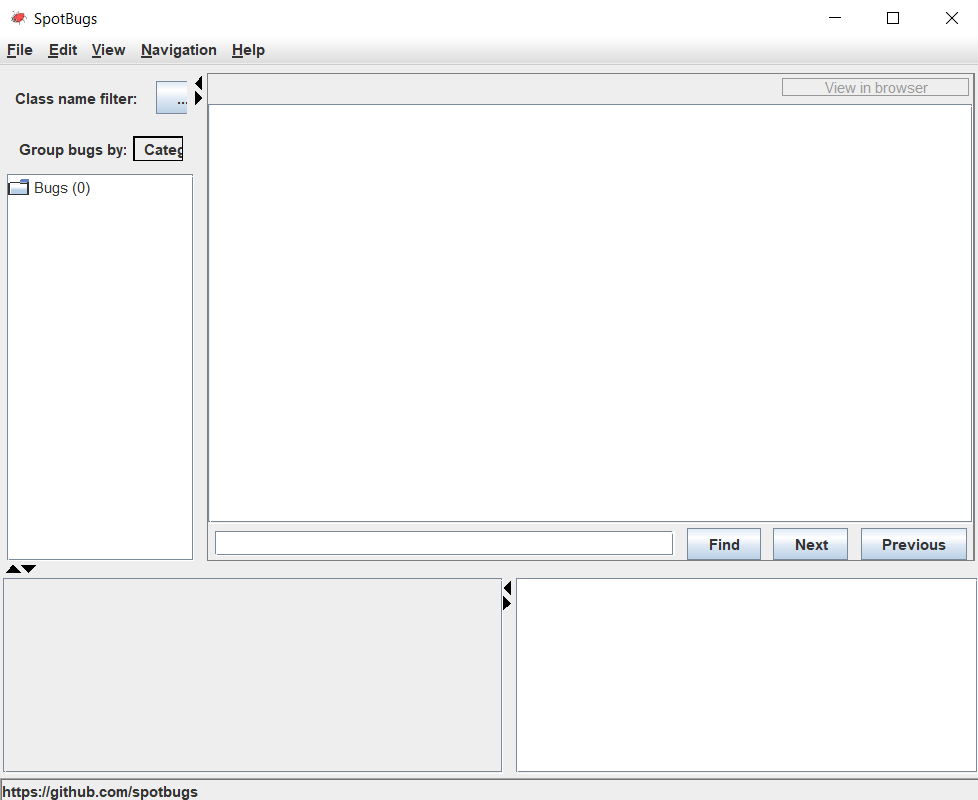 SpotBugs
File Edit View Navigation Help
Class name filter: ...
View in browser
Group bugs by: Categ
Bugs (0)
Find Next Previous
https://github.com/spotbugs